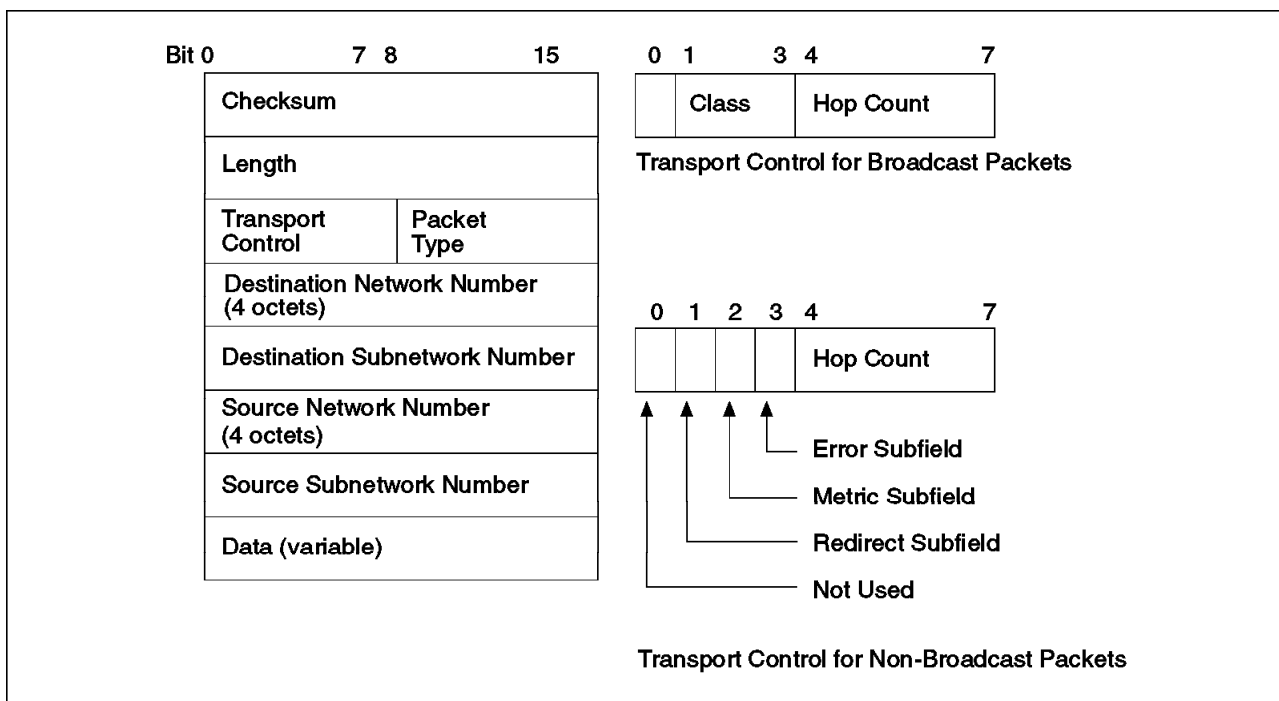 Bit 0 7 8 15
Checksum
Length
Transport
Control
Packet
Type
Destination Network Number
(4 octets)
Destination Subnetwork Number
Source Network Number
(4 octets)
Source Subnetwork Number
Data (variable)
0 1 3 4 7
Class
Hop Count
Transport Control for Broadcast Packets
0 1 2 3 4 7
Hop Count
Error Subfield
Metric Subfield
Redirect Subfield
Not Used
Transport Control for Non-Broadcast Packets